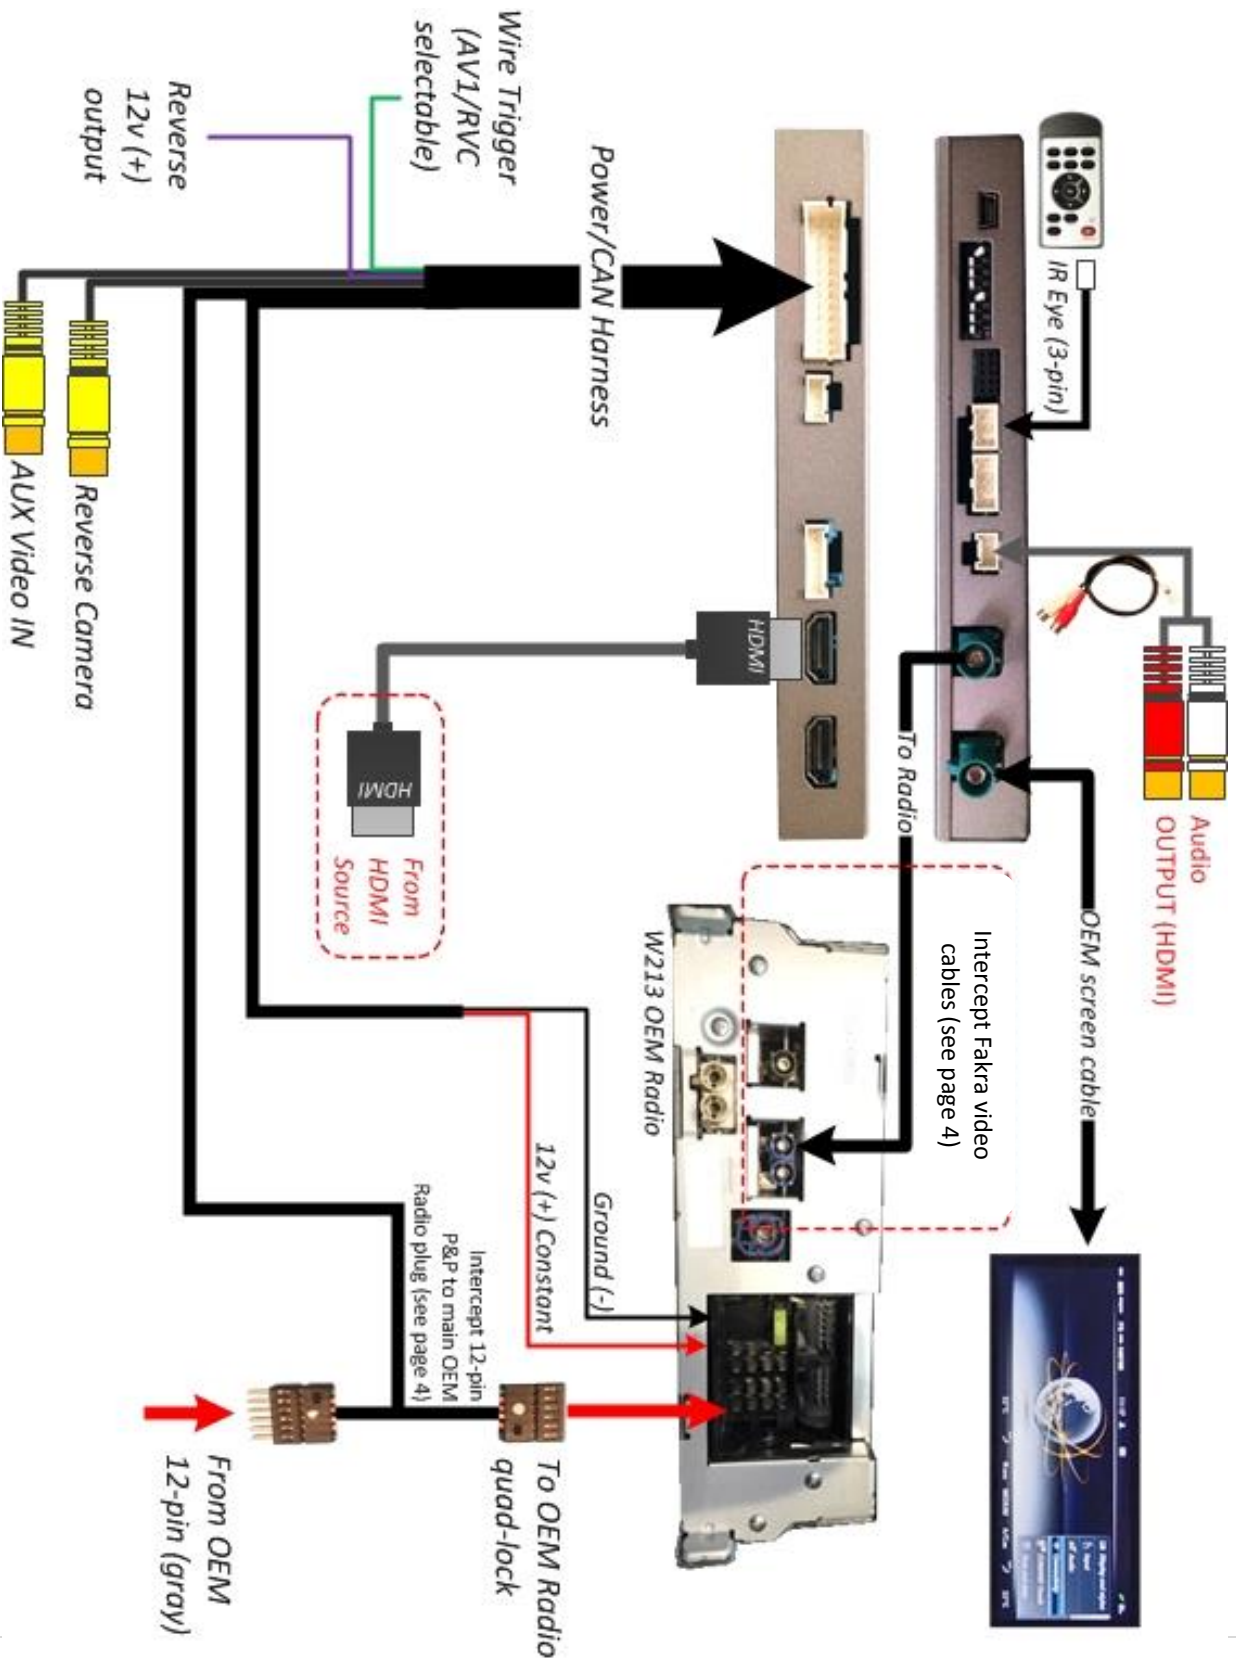 IR Eye (3-pin)
Audio
OUTPUT (HDMI)
OEM screen cable
To Radio
Intercept Fakra video
cables (see page 4)
Wire Trigger
(AV1/RVC
selectable)
Power/CAN Harness
HDMI
W213 OEM Radio
Reverse
12v (+)
output
HDMI
From
HDMI
Source
Ground (-)
12v (+) Constant
Intercept 12-pin
P&P to main OEM
Radio plug (see page 4)
To OEM Radio
quad-lock
Reverse Camera
AUX Video IN
From OEM
12-pin (gray)